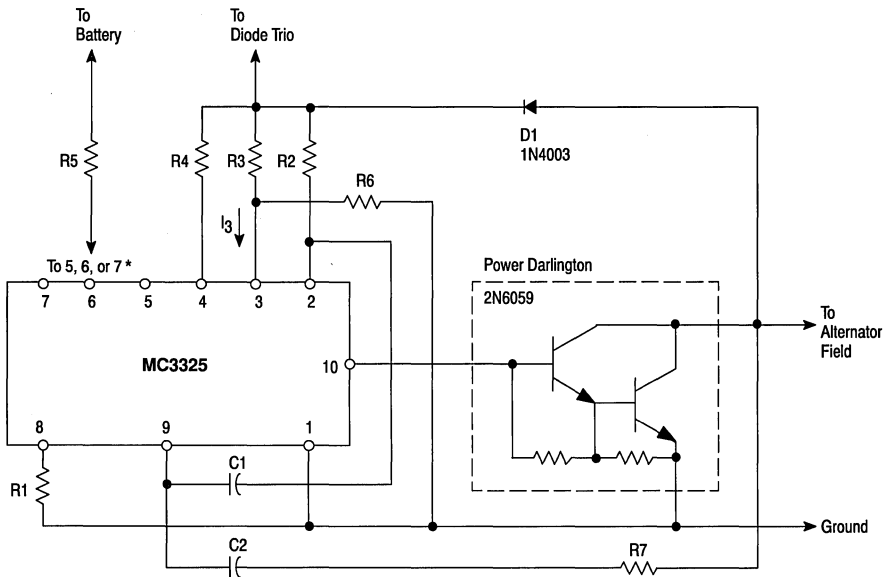 To
Battery
To
Diode Trio
R5
R4
R3
R2
D1
1N4003
R6
I3
To 5, 6, or 7 *
7
6
5
4
3
2
Power Darlington
2N6059
To
Alternator
Field
MC3325
10
8
9
1
R1
C1
Ground
C2
R7